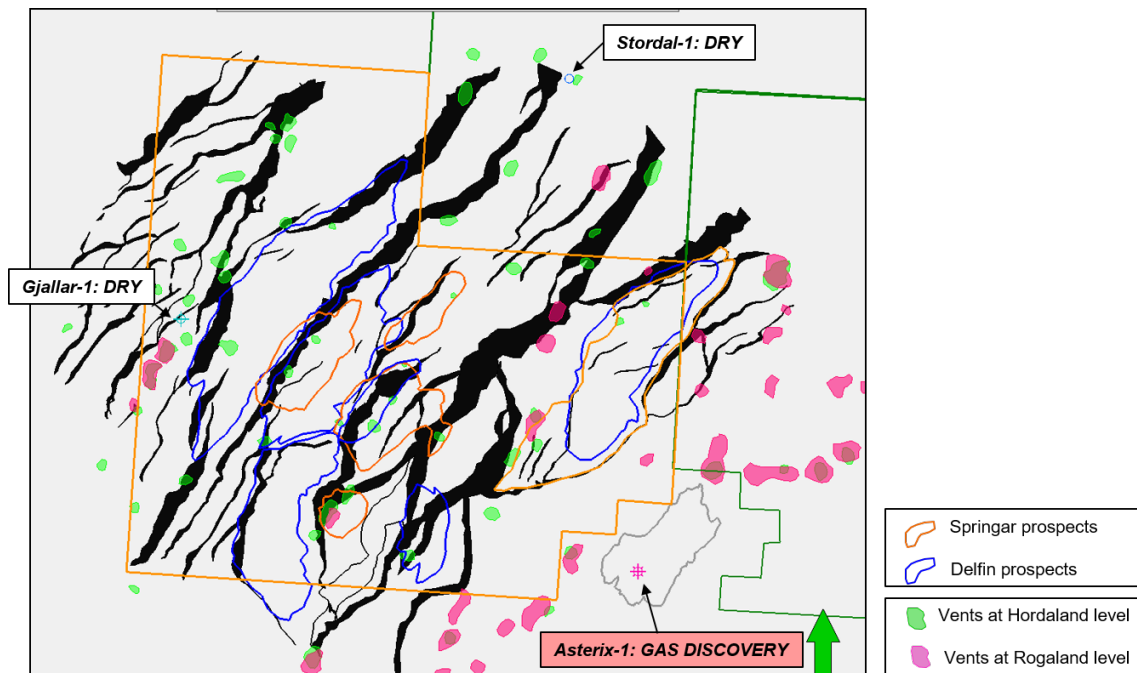 Stordal-1: DRY
Gjallar-1: DRY
Asterix-1: GAS DISCOVERY
Springar prospects
Delfin prospects
Vents at Hordaland level
Vents at Rogaland level